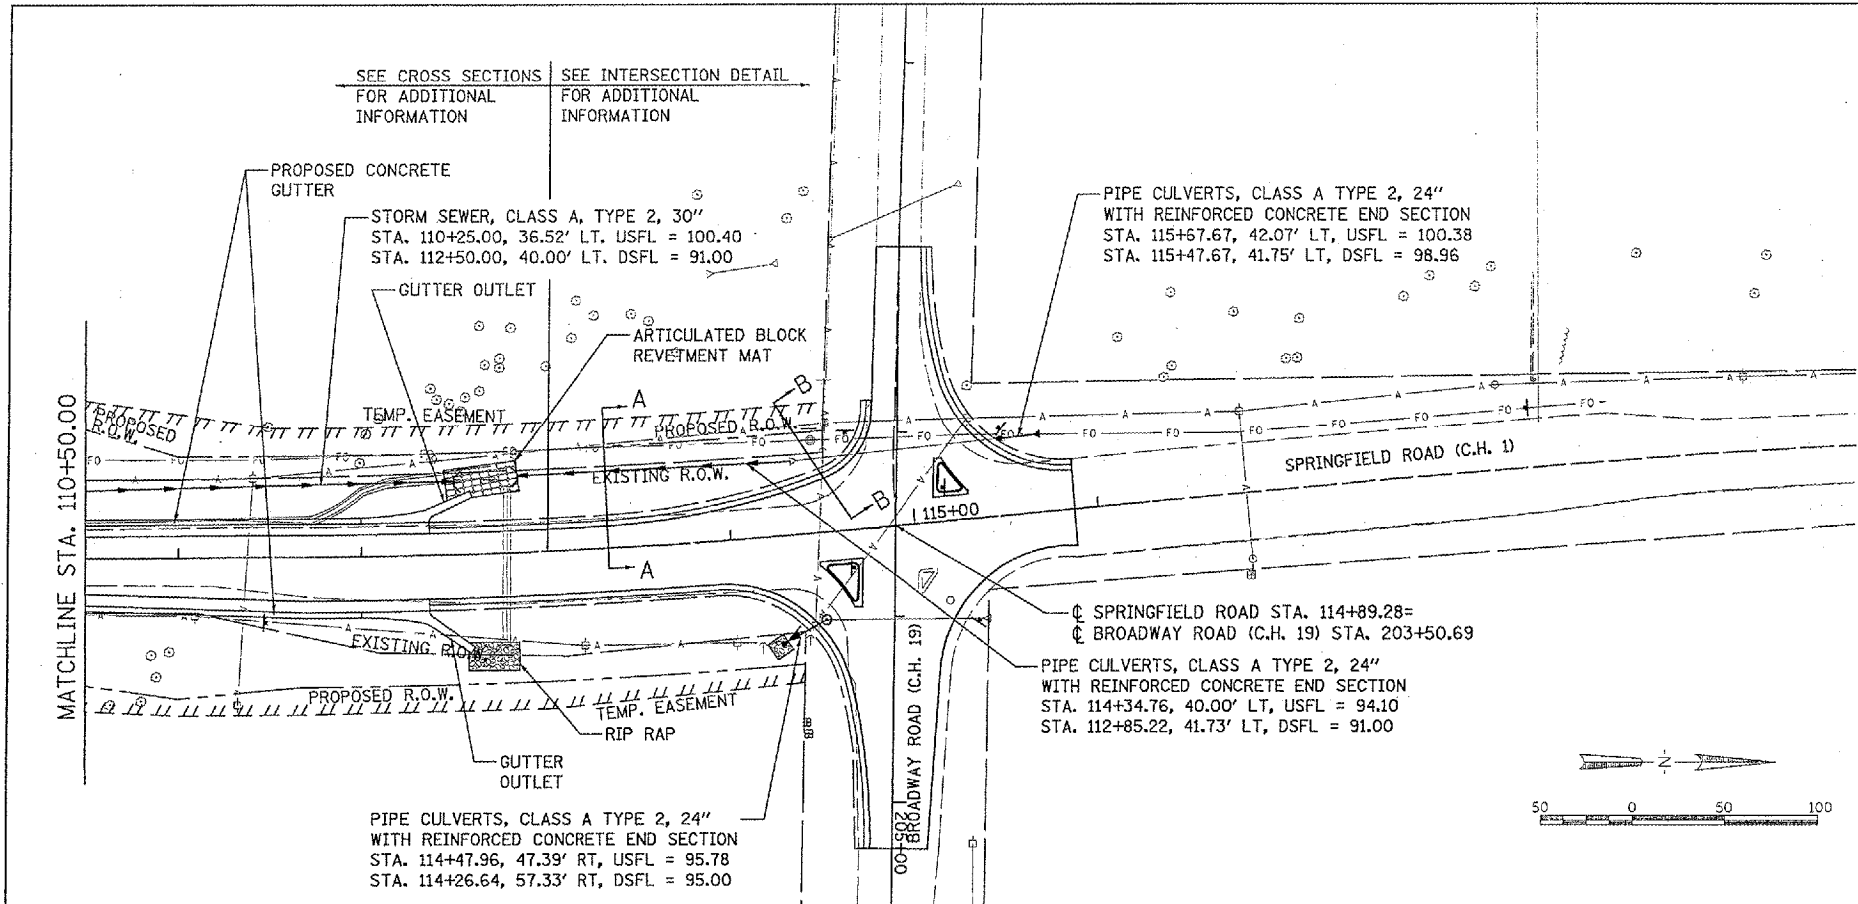 SEE CROSS SECTIONS
FOR ADDITIONAL
INFORMATION
SEE INTERSECTION DETAIL
FOR ADDITIONAL
INFORMATION
PROPOSED CONCRETE
GUTTER
STORM SEWER, CLASS A, TYPE 2, 30"
STA. 110+25.00, 36.52' LT. USFL = 100.40
STA. 112+50.00, 40.00' LT. DSFL = 91.00
GUTTER OUTLET
ARTICULATED BLOCK
REVETMENT MAT
PIPE CULVERTS, CLASS A TYPE 2, 24"
WITH REINFORCED CONCRETE END SECTION
STA. 115+67.67, 42.07' LT, USFL = 100.38
STA. 115+47.67, 41.75' LT, DSFL = 98.96
MATCHLINE STA. 110+50.00
PROPOSED
R.O.W.
TEMP. EASEMENT
A
B
PROPOSED R.O.W.
EXISTING R.O.W.
B
A
115+00
SPRINGFIELD ROAD (C.H. 1)
EXISTING R.O.W.
PROPOSED R.O.W.
TEMP. EASEMENT
RIP RAP
GUTTER
OUTLET
BROADWAY ROAD (C.H. 19)
205+00
℄ SPRINGFIELD ROAD STA. 114+89.28=
℄ BROADWAY ROAD (C.H. 19) STA. 203+50.69
PIPE CULVERTS, CLASS A TYPE 2, 24"
WITH REINFORCED CONCRETE END SECTION
STA. 114+34.76, 40.00' LT, USFL = 94.10
STA. 112+85.22, 41.73' LT, DSFL = 91.00
PIPE CULVERTS, CLASS A TYPE 2, 24"
WITH REINFORCED CONCRETE END SECTION
STA. 114+47.96, 47.39' RT, USFL = 95.78
STA. 114+26.64, 57.33' RT, DSFL = 95.00
N
50 0 50 100